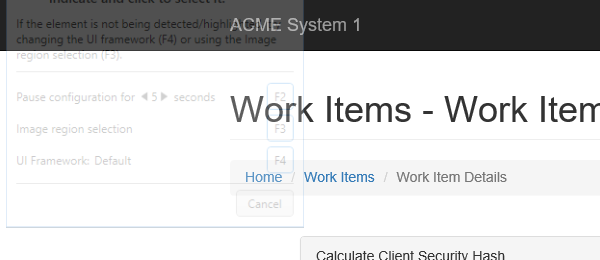 indicate and click to select it.
If the element is not being detected/highlighted
changing the UI framework (F4) or using the Image
region selection (F3).
Pause configuration for 5 seconds F2
Image region selection F3
UI Framework: Default F4
Cancel
ACME System 1
Work Items - Work Item
Home / Work Items / Work Item Details
Calculate Client Security Hash